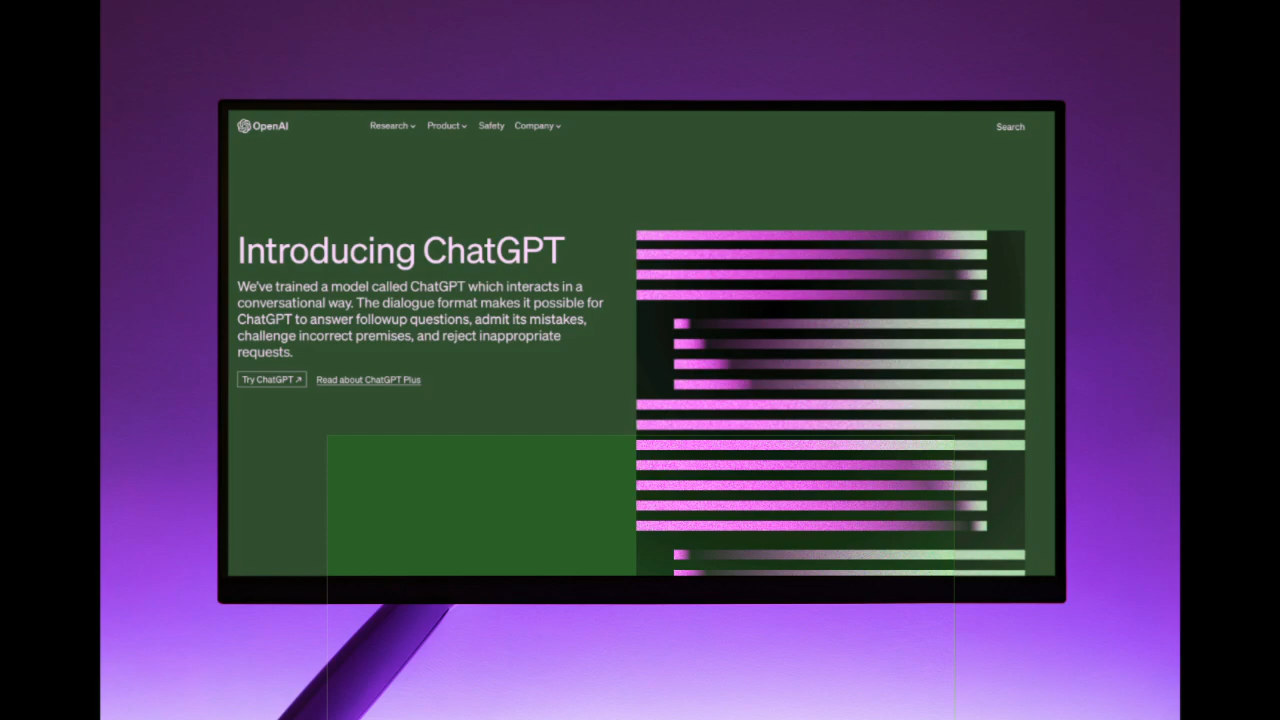 OpenAI
Research Product Safety Company
Search
Introducing ChatGPT
We've trained a model called ChatGPT which interacts in a
conversational way. The dialogue format makes it possible for
ChatGPT to answer followup questions, admit its mistakes,
challenge incorrect premises, and reject inappropriate
requests.
Try ChatGPT ↗
Read about ChatGPT Plus